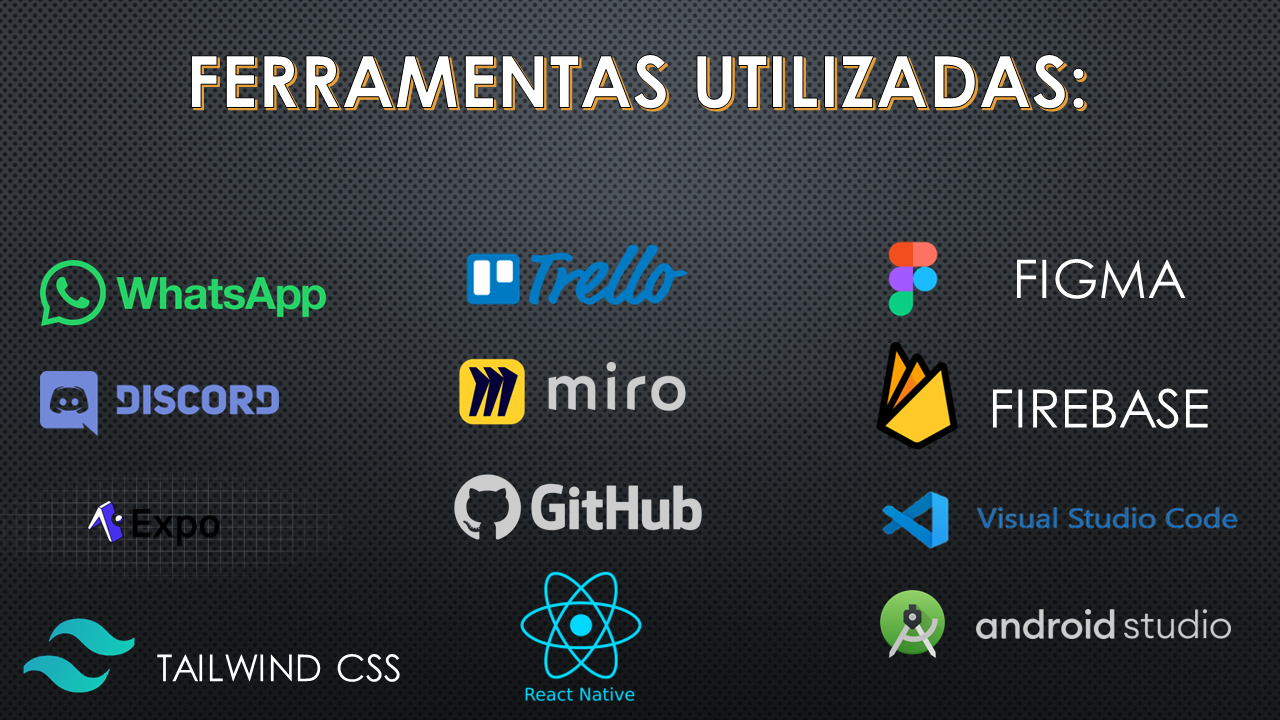 FERRAMENTAS UTILIZADAS:
WhatsApp
Trello
FIGMA
DISCORD
miro
FIREBASE
Expo
GitHub
Visual Studio Code
TAILWIND CSS
React Native
android studio